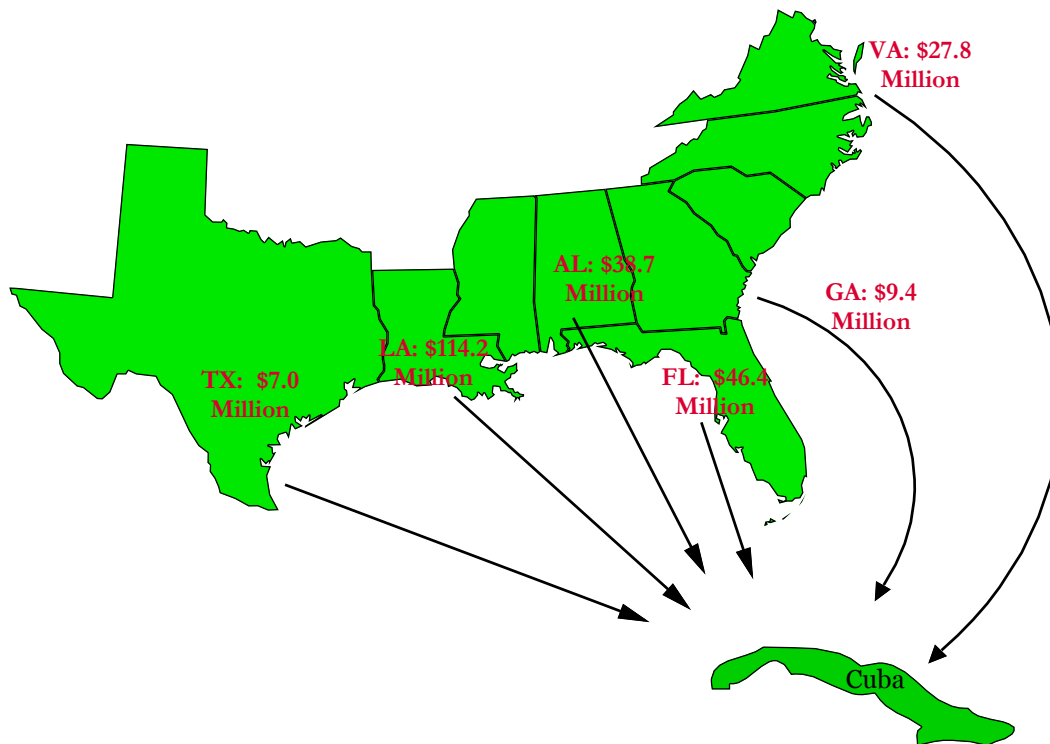 VA: $27.8
Million
AL: $38.7
Million
GA: $9.4
Million
LA: $114.2
Million
TX:  $7.0
Million
FL:  $46.4
Million
Cuba